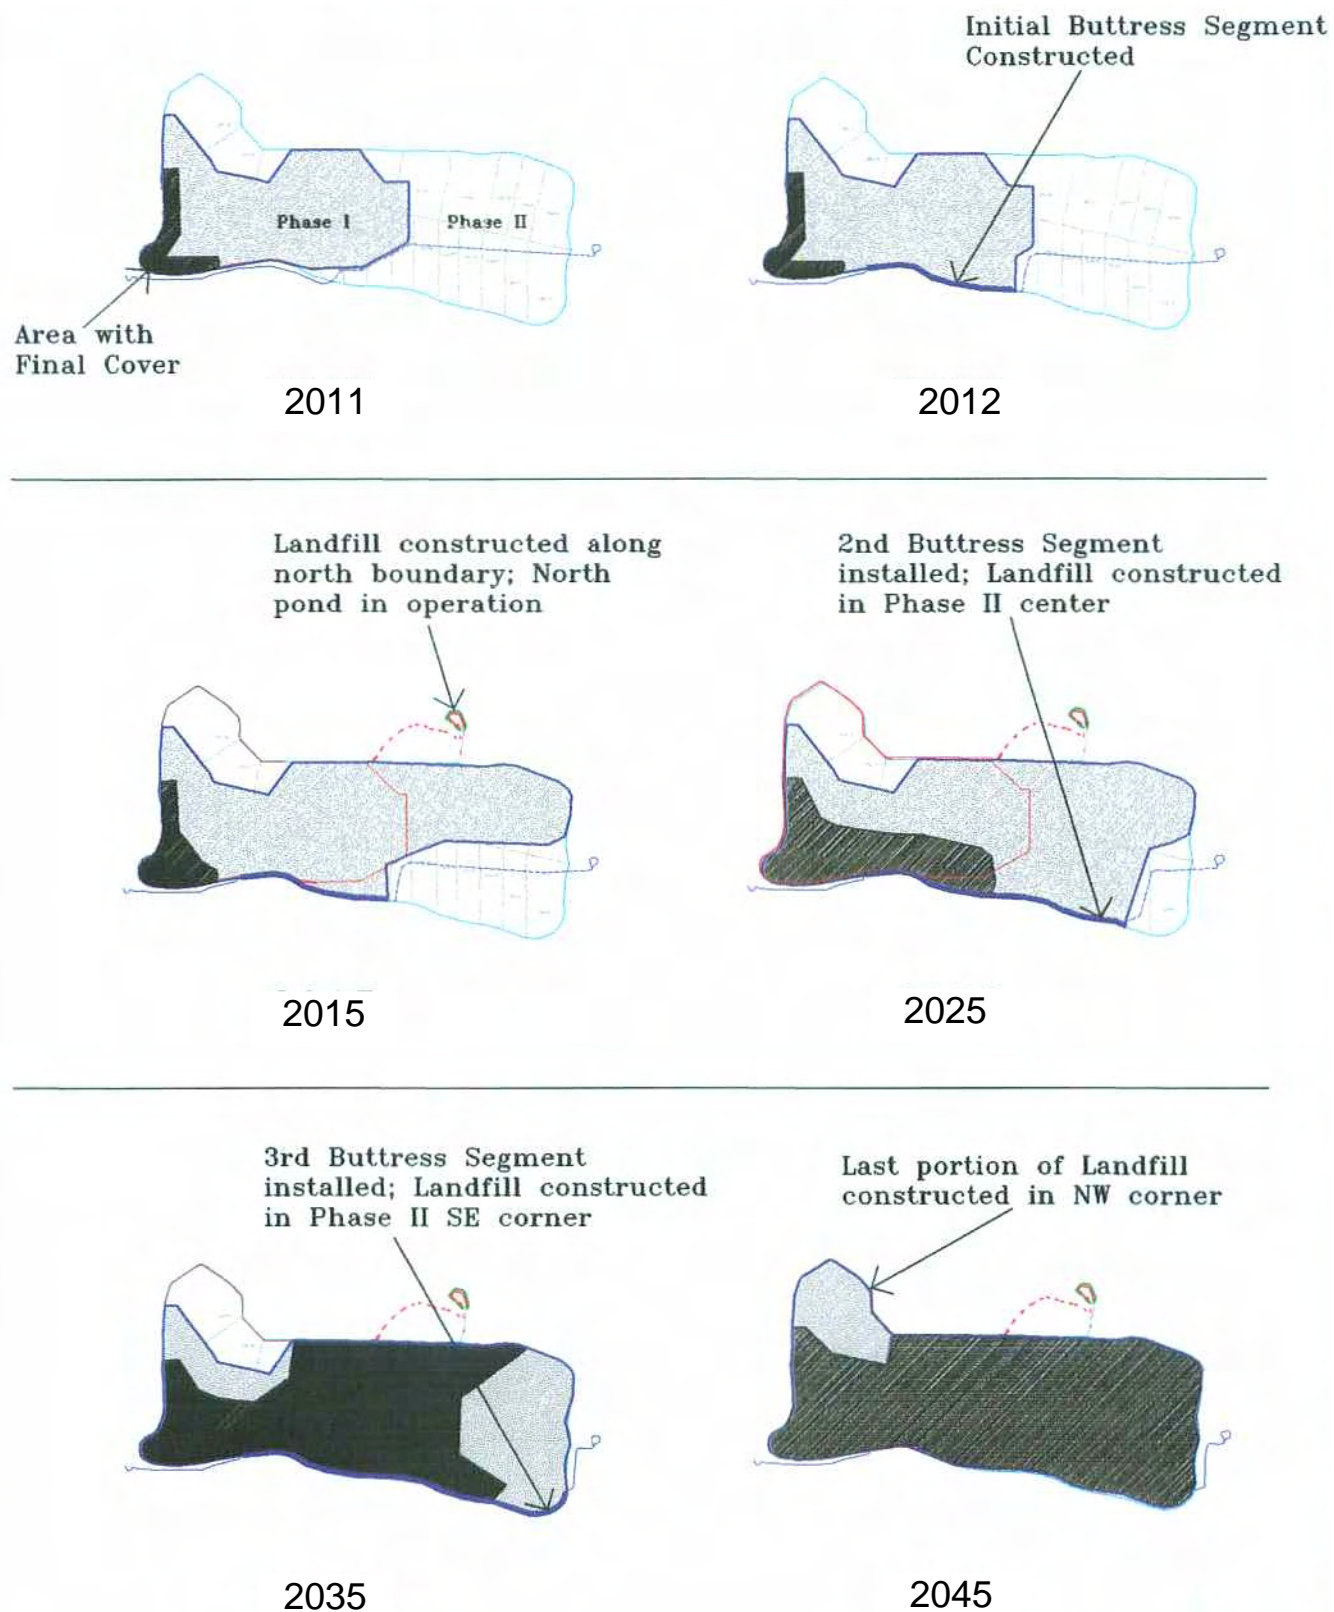 Initial Buttress Segment
Constructed
Phase I
Phase II
Area with
Final Cover
2011
2012
Landfill constructed along
north boundary; North
pond in operation
2nd Buttress Segment
installed; Landfill constructed
in Phase II center
2015
2025
3rd Buttress Segment
installed; Landfill constructed
in Phase II SE corner
Last portion of Landfill
constructed in NW corner
2035
2045